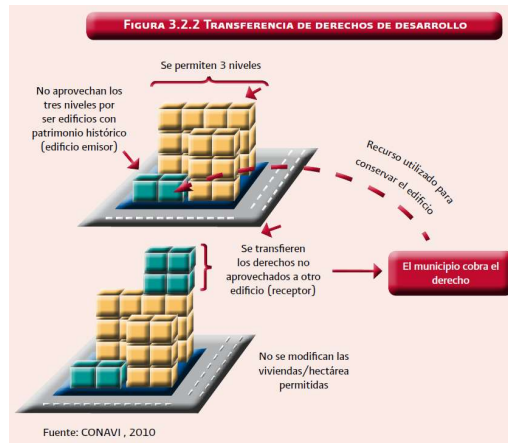 FIGURA 3.2.2 TRANSFERENCIA DE DERECHOS DE DESARROLLO
Se permiten 3 niveles
No aprovechan los
tres niveles por
ser edificios con
patrimonio histórico
(edificio emisor)
Recurso utilizado para
conservar el edificio
Se transfieren
los derechos no
aprovechados a otro
edificio (receptor)
El municipio cobra el
derecho
No se modifican las
viviendas/hectárea
permitidas
Fuente: CONAVI , 2010